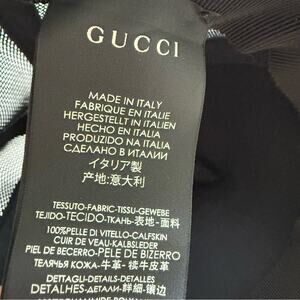 GUCCI
MADE IN ITALY
FABRIQUE EN ITALIE
HERGESTELLT IN ITALIEN
HECHO EN ITALIA
PRODUZIDO NA ITALIA
СДЕЛАНО В ИТАЛИИ
イタリア製
产地:意大利
TESSUTO-FABRIC-TISSU-GEWEBE
TEJIDO-TECIDO-ТКАНЬ-表地-面料
100%PELLE DI VITELLO-CALFSKIN
CUIR DE VEAU-KALBSLEDER
PIEL DE BECERRO-PELE DE BIZERRO
ТЕЛЯЧЬЯ КОЖА-牛革-犊牛皮革
DETTAGLI-DETAILS-DÉTAILS
DETALHES-ДЕТАЛИ-詳細-镶边